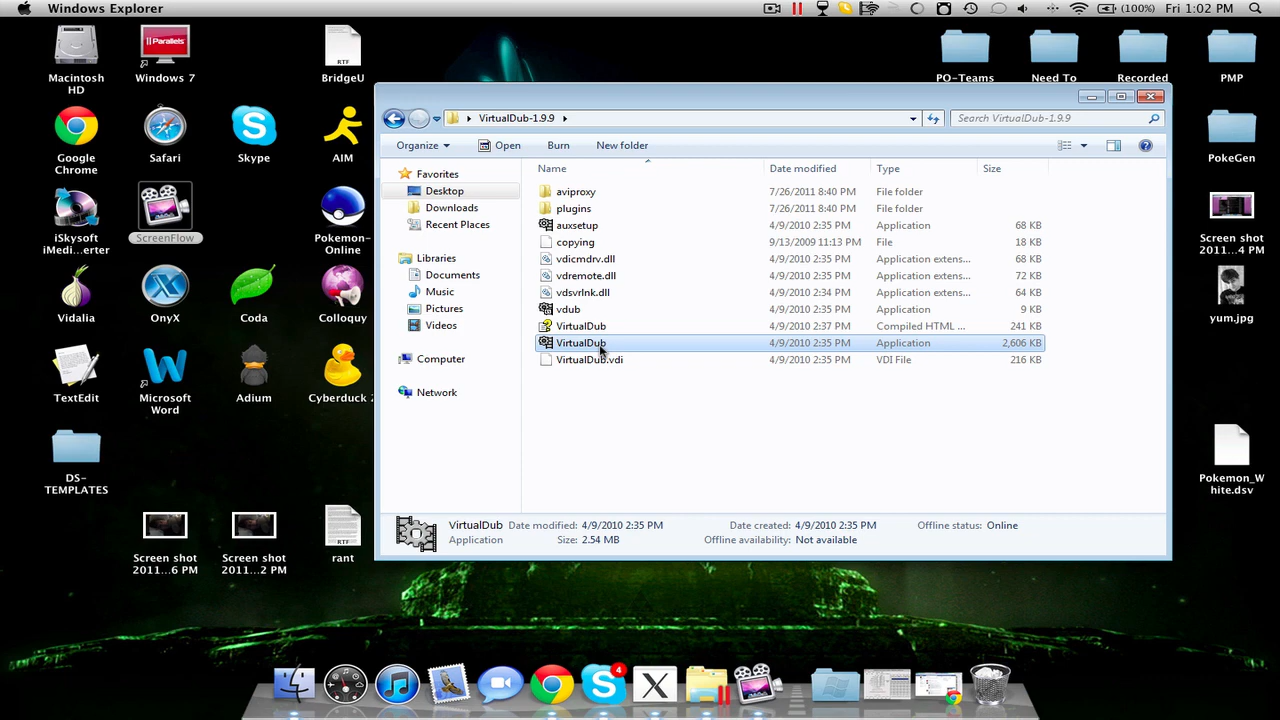 Windows Explorer
(100%) Fri 1:02 PM
Macintosh
HD
Parallels
Windows 7
RTF
BridgeU
PO-Teams
Need To
Recorded
PMP
Google
Chrome
Safari
Skype
AIM
PokeGen
iSkysoft
iMedi...erter
ScreenFlow
Pokemon-
Online
Screen shot
2011...4 PM
Vidalia
OnyX
Coda
Colloquy
yum.jpg
TextEdit
Microsoft
Word
Adium
Cyberduck
DS-
TEMPLATES
Pokemon_W
hite.dsv
Screen shot
2011...6 PM
Screen shot
2011...2 PM
RTF
rant
VirtualDub-1.9.9
Search VirtualDub-1.9.9
Organize Open Burn New folder
Favorites
Desktop
Downloads
Recent Places
Libraries
Documents
Music
Pictures
Videos
Computer
Network
Name Date modified Type Size
aviproxy 7/26/2011 8:40 PM File folder
plugins 7/26/2011 8:40 PM File folder
auxsetup 4/9/2010 2:35 PM Application 68 KB
copying 9/13/2009 11:13 PM File 18 KB
vdicmdrv.dll 4/9/2010 2:35 PM Application extens... 68 KB
vdremote.dll 4/9/2010 2:35 PM Application extens... 72 KB
vdsvrlnk.dll 4/9/2010 2:34 PM Application extens... 64 KB
vdub 4/9/2010 2:35 PM Application 9 KB
VirtualDub 4/9/2010 2:37 PM Compiled HTML ... 241 KB
VirtualDub 4/9/2010 2:35 PM Application 2,606 KB
VirtualDub.vdi 4/9/2010 2:35 PM VDI File 216 KB
VirtualDub Date modified: 4/9/2010 2:35 PM Date created: 4/9/2010 2:35 PM Offline status: Online
Application Size: 2.54 MB Offline availability: Not available
4